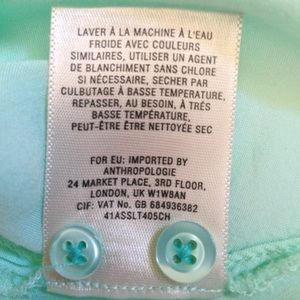 LAVER À LA MACHINE À L'EAU
FROIDE AVEC COULEURS
SIMILAIRES, UTILISER UN AGENT
DE BLANCHIMENT SANS CHLORE
SI NÉCESSAIRE, SECHER PAR
CULBUTAGE À BASSE TEMPERATUR,
REPASSER, AU BESOIN, À TRÉS
BASSE TEMPÉRATURE,
PEUT-ÊTRE ÊTRE NETTOYÉE SEC
FOR EU: IMPORTED BY
ANTHROPOLOGIE
24 MARKET PLACE, 3RD FLOOR,
LONDON, UK W1W8AN
CIF: VAT No. GB 684936382
41ASSLT405CH